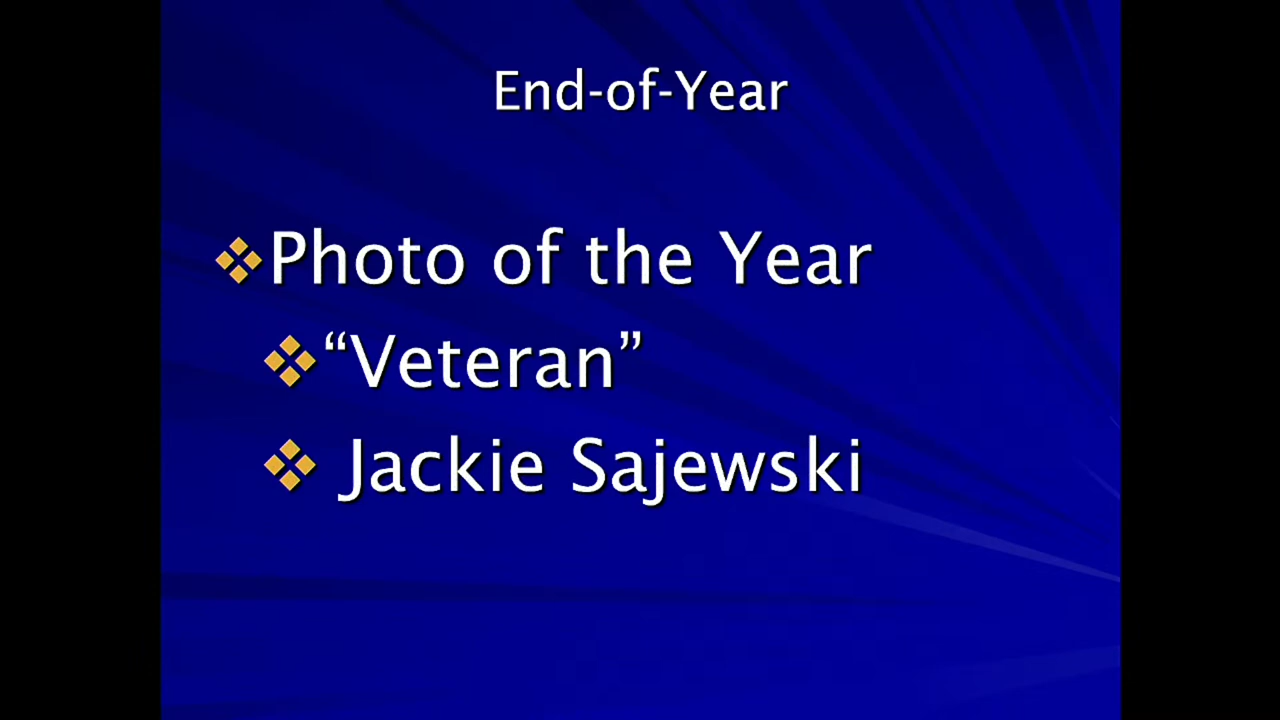 End-of-Year
Photo of the Year
“Veteran”
Jackie Sajewski